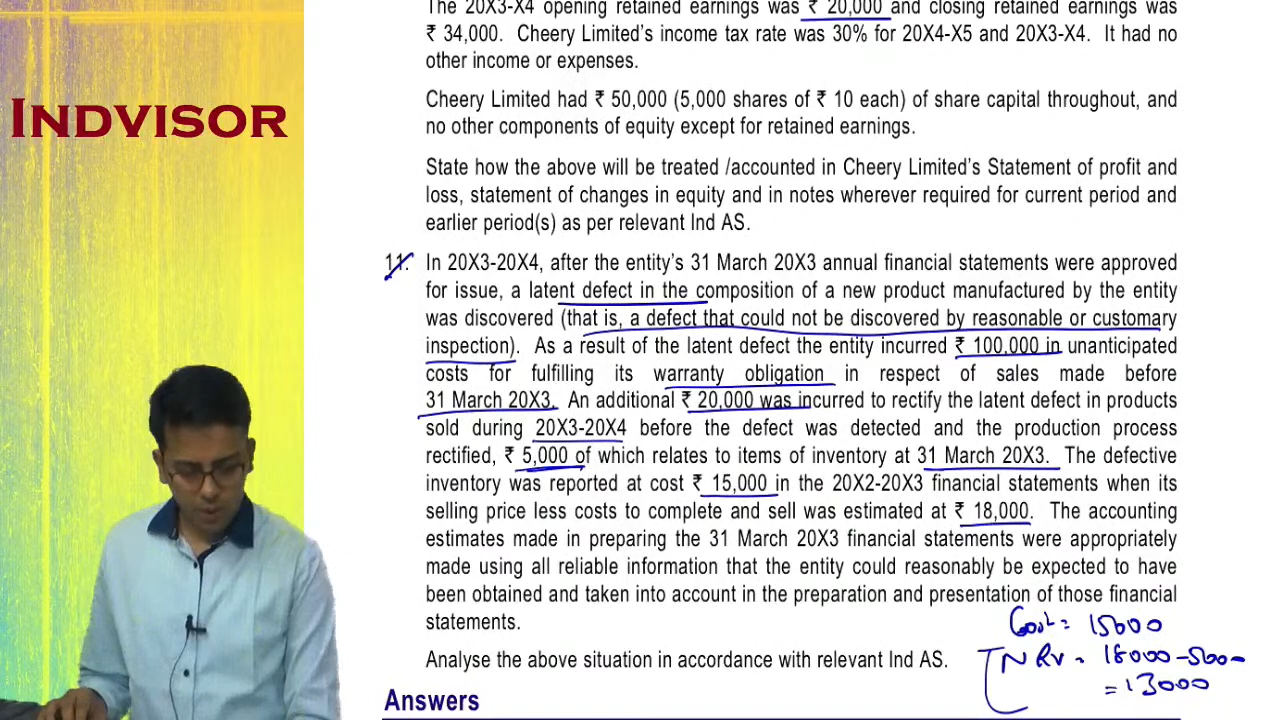 The 20X3-X4 opening retained earnings was ₹ 20,000 and closing retained earnings was
₹ 34,000. Cheery Limited's income tax rate was 30% for 20X4-X5 and 20X3-X4. It had no
other income or expenses.
INDVISOR
Cheery Limited had ₹ 50,000 (5,000 shares of ₹ 10 each) of share capital throughout, and
no other components of equity except for retained earnings.
State how the above will be treated /accounted in Cheery Limited's Statement of profit and
loss, statement of changes in equity and in notes wherever required for current period and
earlier period(s) as per relevant Ind AS.
11. In 20X3-20X4, after the entity's 31 March 20X3 annual financial statements were approved
for issue, a latent defect in the composition of a new product manufactured by the entity
was discovered (that is, a defect that could not be discovered by reasonable or customary
inspection). As a result of the latent defect the entity incurred ₹ 100,000 in unanticipated
costs for fulfilling its warranty obligation in respect of sales made before
31 March 20X3. An additional ₹ 20,000 was incurred to rectify the latent defect in products
sold during 20X3-20X4 before the defect was detected and the production process
rectified, ₹ 5,000 of which relates to items of inventory at 31 March 20X3. The defective
inventory was reported at cost ₹ 15,000 in the 20X2-20X3 financial statements when its
selling price less costs to complete and sell was estimated at ₹ 18,000. The accounting
estimates made in preparing the 31 March 20X3 financial statements were appropriately
made using all reliable information that the entity could reasonably be expected to have
been obtained and taken into account in the preparation and presentation of those financial
statements.
Cost = 15000
Analyse the above situation in accordance with relevant Ind AS.
NRV = 18000-5000
= 13000
Answers